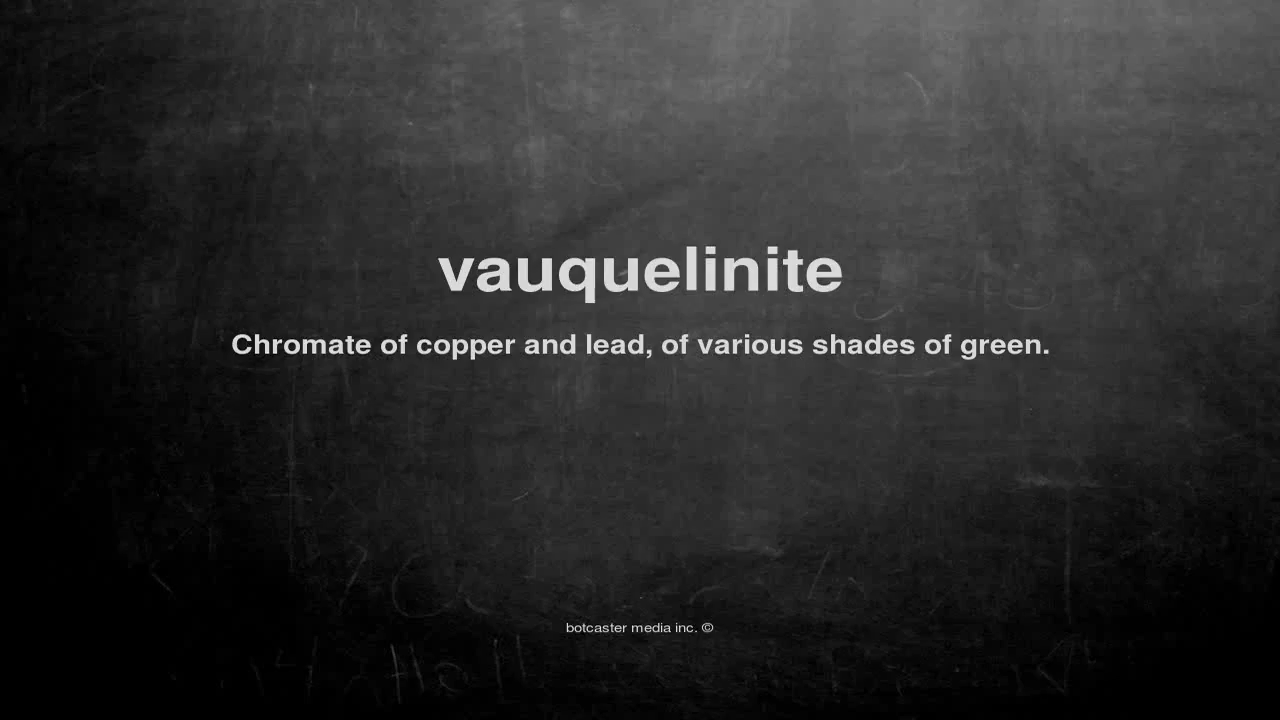 vauquelinite
Chromate of copper and lead, of various shades of green.
botcaster media inc. ©